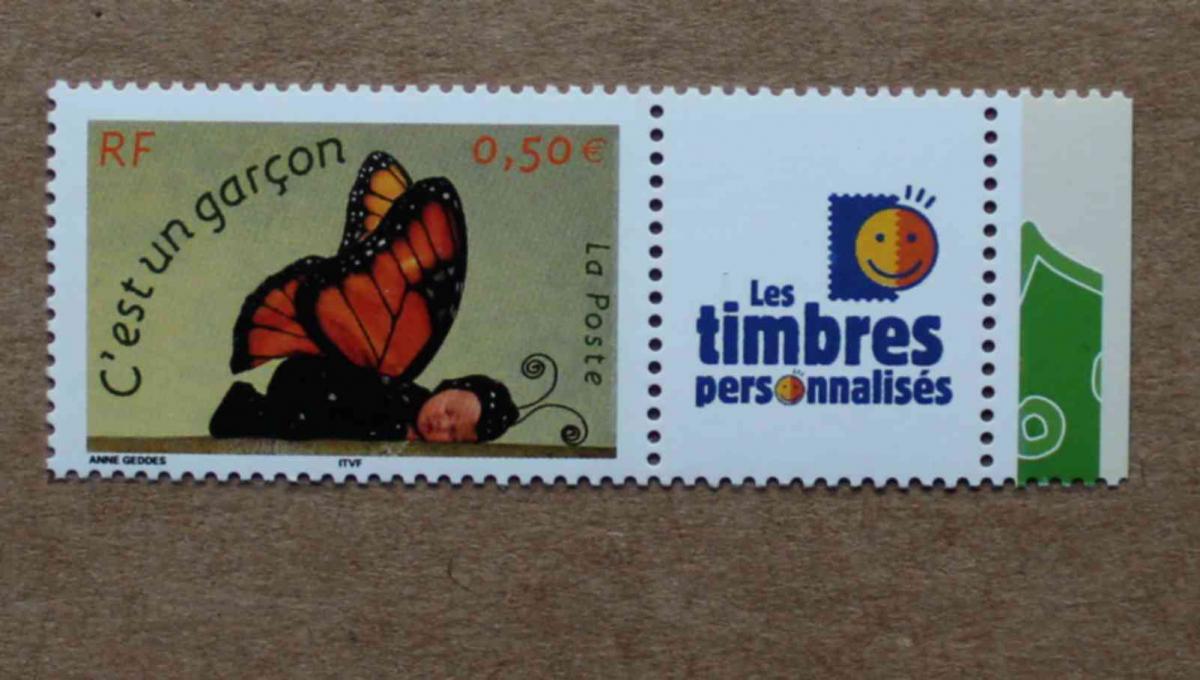 RF
C'est un garçon
0,50€
La Poste
ANNE GEDDES
ITVF
Les
timbres
personnalisés